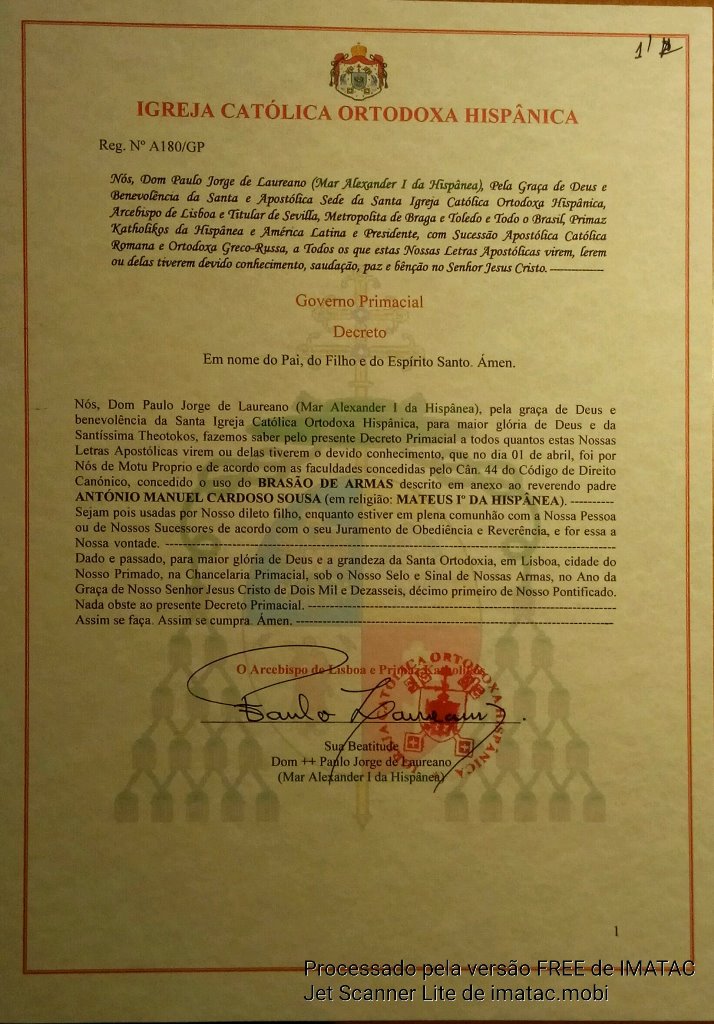 IGREJA CATÓLICA ORTODOXA HISPÂNICA
Reg. Nº A180/GP
Nós, Dom Paulo Jorge de Laureano (Mar Alexander I da Hispânea), Pela Graça de Deus e
Benevolência da Santa e Apostólica Sede da Santa Igreja Católica Ortodoxa Hispânica,
Arcebispo de Lisboa e Titular de Sevilla, Metropolita de Braga e Toledo e Todo o Brasil, Primaz
Katholikos da Hispânea e América Latina e Presidente, com Sucessão Apostólica Católica
Romana e Ortodoxa Greco-Russa, a Todos os que estas Nossas Letras Apostólicas virem, lerem
ou delas tiverem devido conhecimento, saudação, paz e bênção no Senhor Jesus Cristo. --------------
Governo Primacial
Decreto
Em nome do Pai, do Filho e do Espírito Santo. Ámen.
Nós, Dom Paulo Jorge de Laureano (Mar Alexander I da Hispânea), pela graça de Deus e
benevolência da Santa Igreja Católica Ortodoxa Hispânica, para maior glória de Deus e da
Santíssima Theotokos, fazemos saber pelo presente Decreto Primacial a todos quantos estas Nossas
Letras Apostólicas virem ou delas tiverem o devido conhecimento, que no dia 01 de abril, foi por
Nós de Motu Proprio e de acordo com as faculdades concedidas pelo Cân. 44 do Código de Direito
Canónico, concedido o uso do BRASÃO DE ARMAS descrito em anexo ao reverendo padre
ANTÓNIO MANUEL CARDOSO SOUSA (em religião: MATEUS Iº DA HISPÂNEA). ----------
Sejam pois usadas por Nosso dileto filho, enquanto estiver em plena comunhão com a Nossa Pessoa
ou de Nossos Sucessores de acordo com o seu Juramento de Obediência e Reverência, e for essa a
Nossa vontade. --------------------------------------------------------------------------------
Dado e passado, para maior glória de Deus e a grandeza da Santa Ortodoxia, em Lisboa, cidade do
Nosso Primado, na Chancelaria Primacial, sob o Nosso Selo e Sinal de Nossas Armas, no Ano da
Graça de Nosso Senhor Jesus Cristo de Dois Mil e Dezasseis, décimo primeiro de Nosso Pontificado.
Nada obste ao presente Decreto Primacial. ------------------------------------------------------
Assim se faça. Assim se cumpra. Ámen. --------------------------------------------------------
O Arcebispo de Lisboa e Primaz Katholikos
IGREJA CATÓLICA ORTODOXA HISPÂNICA
Paulo Laureano
Sua Beatitude
Dom ++ Paulo Jorge de Laureano
(Mar Alexander I da Hispânea)
1
Processado pela versão FREE de IMATAC
Jet Scanner Lite de imatac.mobi